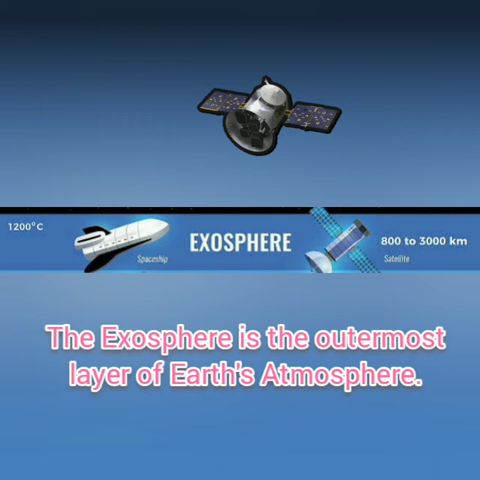 1200°C
Spaceship
EXOSPHERE
800 to 3000 km
Satellite
The Exosphere is the outermost
layer of Earth's Atmosphere.